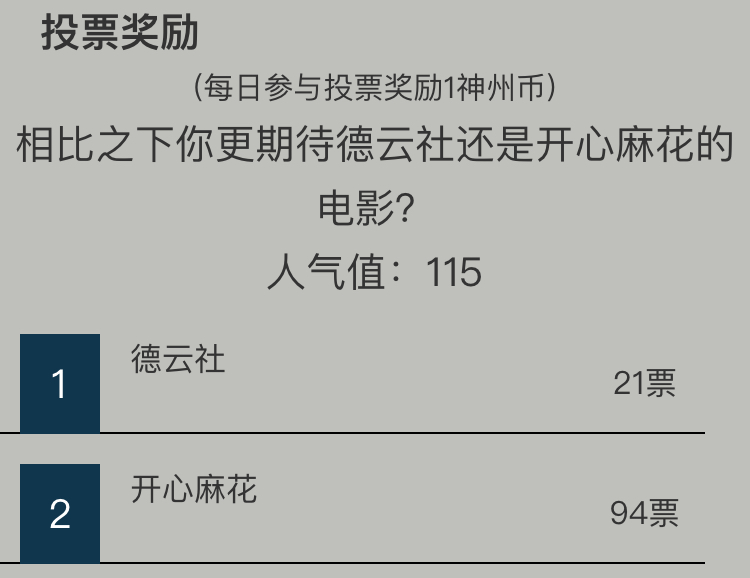 投票奖励
(每日参与投票奖励1神州币)
相比之下你更期待德云社还是开心麻花的
电影?
人气值：115
1
德云社
21票
2
开心麻花
94票